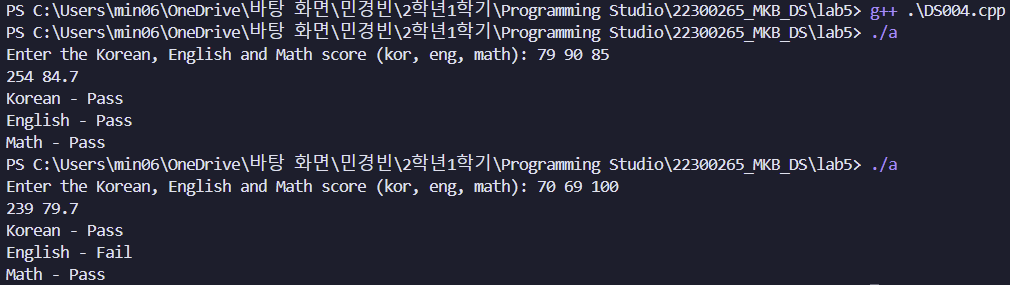 PS C:\Users\min06\OneDrive\바탕 화면\민경빈\2학년1학기\Programming Studio\22300265_MKB_DS\lab5> g++ .\DS004.cpp
PS C:\Users\min06\OneDrive\바탕 화면\민경빈\2학년1학기\Programming Studio\22300265_MKB_DS\lab5> ./a
Enter the Korean, English and Math score (kor, eng, math): 79 90 85
254 84.7
Korean - Pass
English - Pass
Math - Pass
PS C:\Users\min06\OneDrive\바탕 화면\민경빈\2학년1학기\Programming Studio\22300265_MKB_DS\lab5> ./a
Enter the Korean, English and Math score (kor, eng, math): 70 69 100
239 79.7
Korean - Pass
English - Fail
Math - Pass